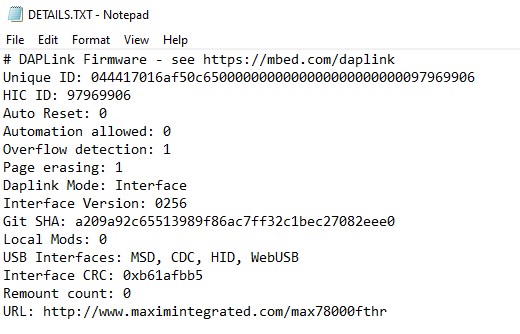 DETAILS.TXT - Notepad
File Edit Format View Help
# DAPLink Firmware - see https://mbed.com/daplink
Unique ID: 044417016af50c6500000000000000000000000097969906
HIC ID: 97969906
Auto Reset: 0
Automation allowed: 0
Overflow detection: 1
Page erasing: 1
Daplink Mode: Interface
Interface Version: 0256
Git SHA: a209a92c65513989f86ac7ff32c1bec27082eee0
Local Mods: 0
USB Interfaces: MSD, CDC, HID, WebUSB
Interface CRC: 0xb61afbb5
Remount count: 0
URL: http://www.maximintegrated.com/max78000fthr